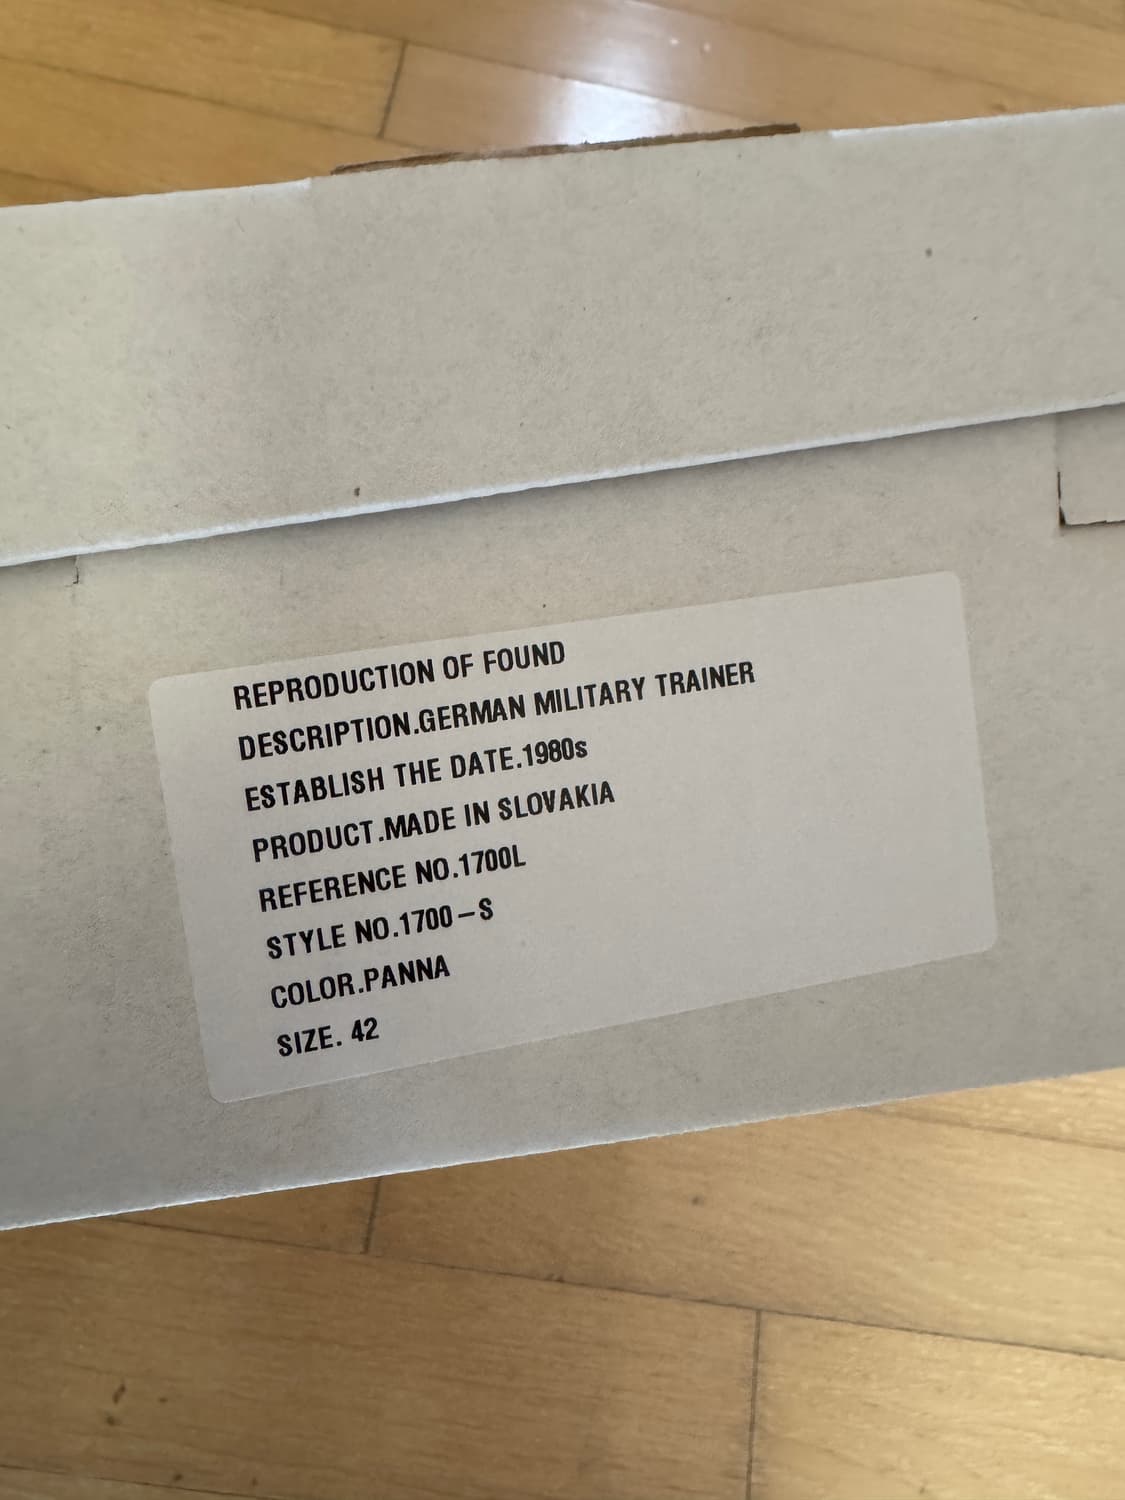 REPRODUCTION OF FOUND
DESCRIPTION.GERMAN MILITARY TRAINER
ESTABLISH THE DATE.1980s
PRODUCT.MADE IN SLOVAKIA
REFERENCE NO.1700L
STYLE NO.1700–S
COLOR.PANNA
SIZE. 42